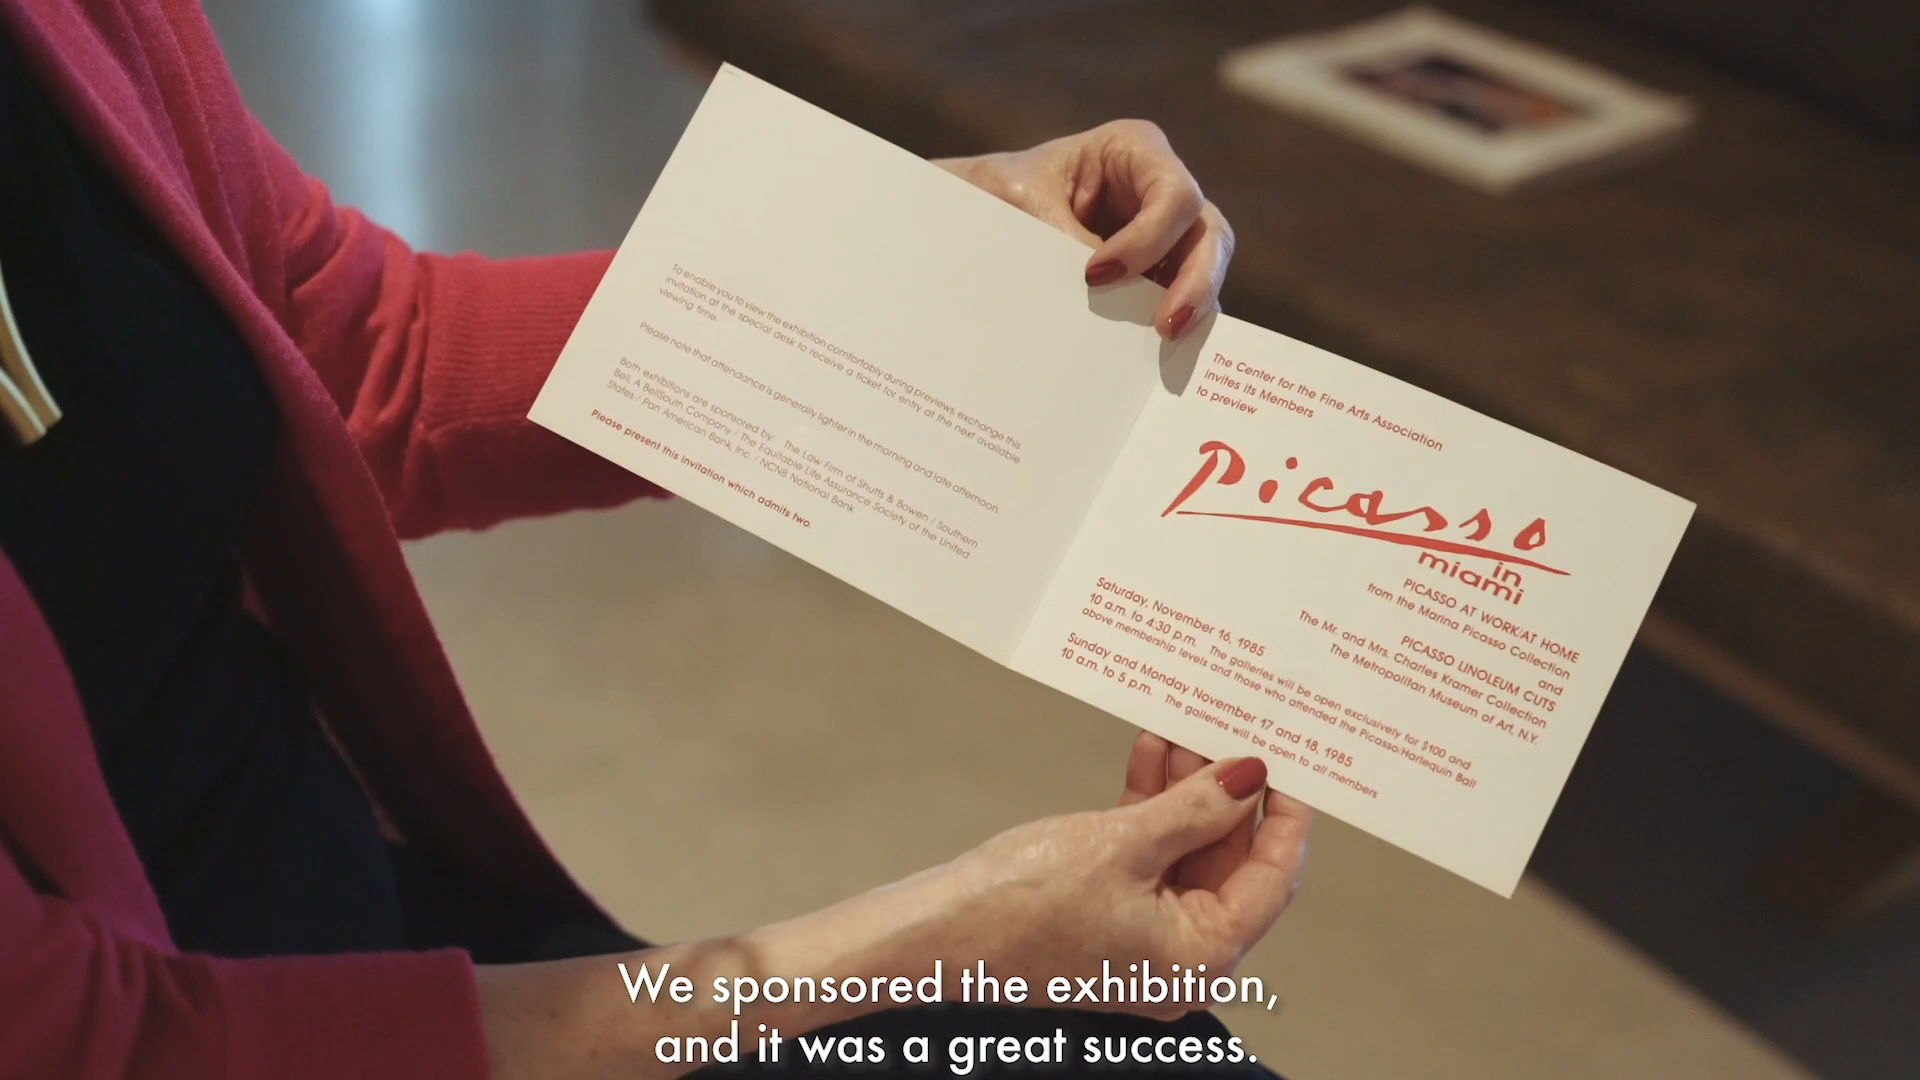 To enable you to view the exhibition comfortably during previews, exchange this
invitation at the special desk to receive a ticket for entry at the next available
viewing time.
Please note that attendance is generally lighter in the morning and late afternoon.
Both exhibitions are sponsored by: The Law Firm of Shutts & Bowen / Southern
Bell, A BellSouth Company / The Equitable Life Assurance Society of the United
States / Pan American Bank, Inc. / NCNB National Bank
Please present this invitation which admits two.
The Center for the Fine Arts Association
invites its Members
to preview
Picasso
in
miami
PICASSO AT WORK/AT HOME
from the Marina Picasso Collection
and
PICASSO LINOLEUM CUTS
The Mr. and Mrs. Charles Kramer Collection
The Metropolitan Museum of Art, N.Y.
Saturday, November 16, 1985
10 a.m. to 4:30 p.m. The galleries will be open exclusively for $100 and
above membership levels and those who attended the Picasso/Harlequin Ball
Sunday and Monday November 17 and 18, 1985
10 a.m. to 5 p.m. The galleries will be open to all members
We sponsored the exhibition,
and it was a great success.